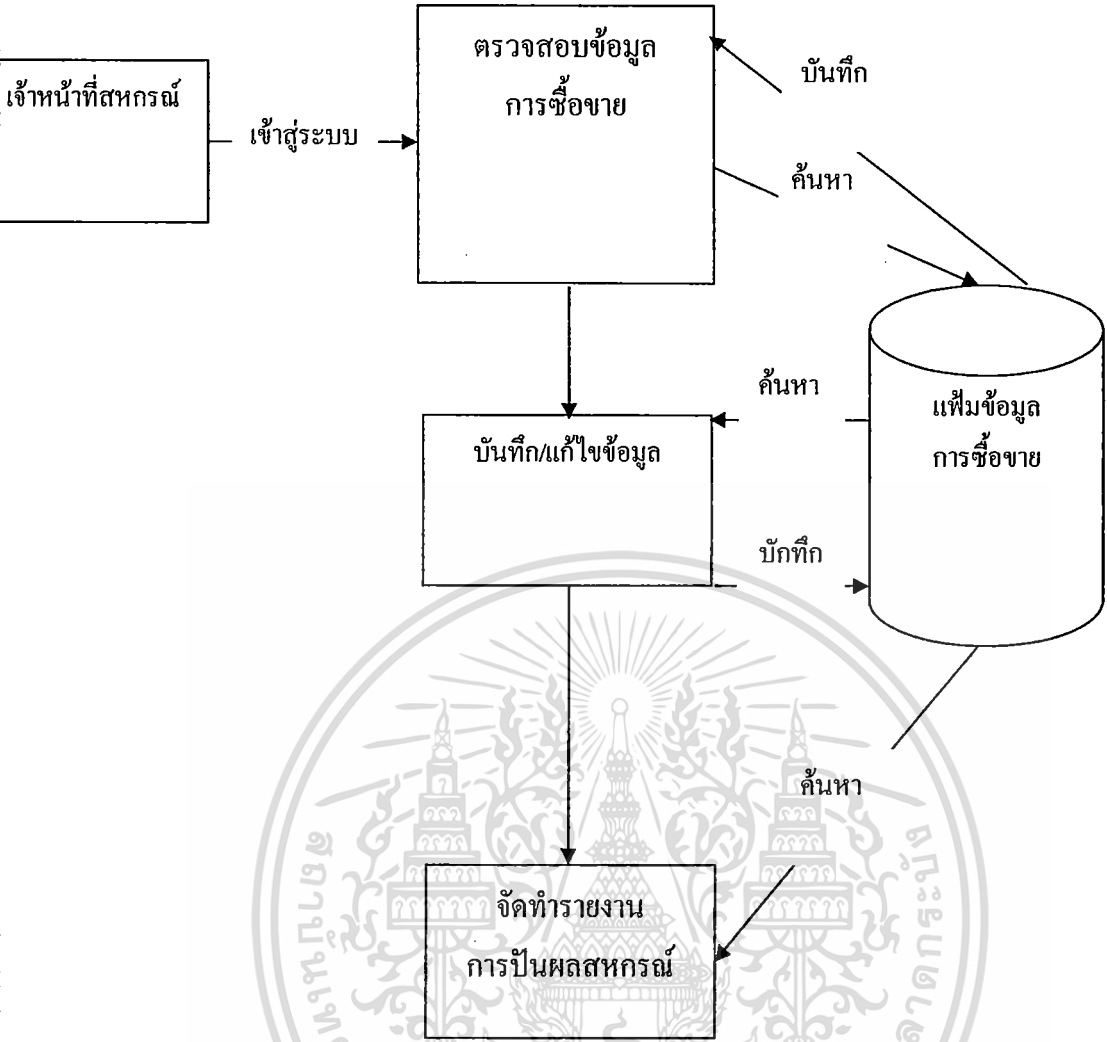 ตรวจสอบข้อมูล
การซื้อขาย
บันทึก
เจ้าหน้าที่สหกรณ์
เข้าสู่ระบบ
ค้นหา
ค้นหา
แฟ้มข้อมูล
การซื้อขาย
บันทึก/แก้ไขข้อมูล
บักทึก
ค้นหา
จัดทำรายงาน
การปันผลสหกรณ์